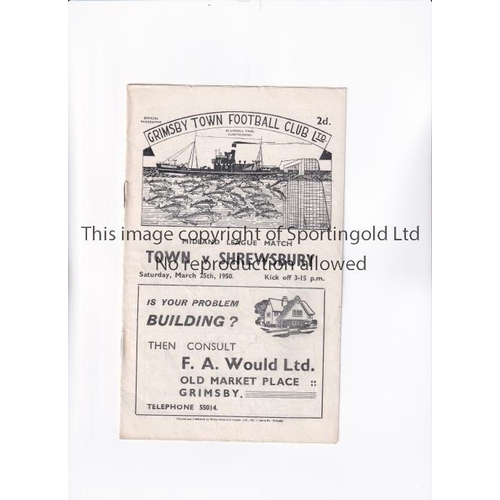 OFFICIAL
PROGRAMME
2d.
GRIMSBY TOWN FOOTBALL CLUB LTD.
BLUNDELL PARK
CLEETHORPES
This image copyright of Sportingold Ltd
MIDLAND LEAGUE MATCH
TOWN v. SHREWSBURY
No reproduction allowed
Saturday, March 25th, 1950. Kick off 3-15 p.m.
IS YOUR PROBLEM
BUILDING?
THEN CONSULT
F. A. Would Ltd.
OLD MARKET PLACE ::
GRIMSBY.
TELEPHONE 55014.